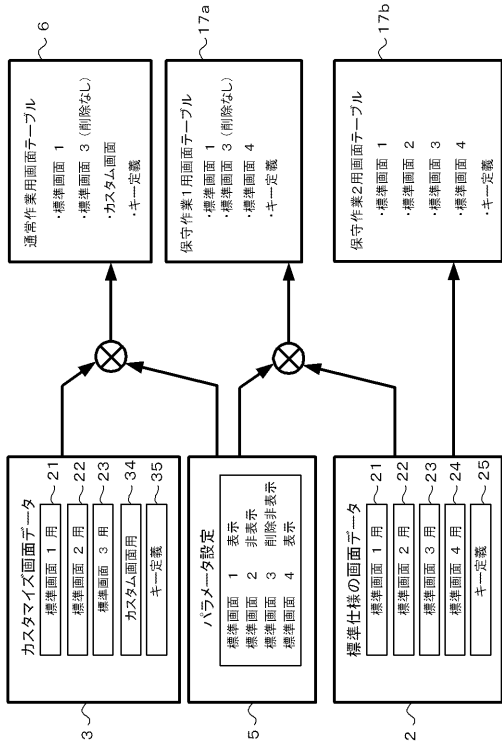 カスタマイズ画面データ
標準画面 1 用
21
標準画面 2 用
22
標準画面 3 用
23
カスタム画面用
34
キー定義
35
3
パラメータ設定
標準画面 1 表示
標準画面 2 非表示
標準画面 3 削除非表示
標準画面 4 表示
5
標準仕様の画面データ
標準画面 1 用
21
標準画面 2 用
22
標準画面 3 用
23
標準画面 4 用
24
キー定義
25
2
通常作業用画面テーブル
・標準画面 1
・標準画面 3 (削除なし)
・カスタム画面
・キー定義
6
保守作業1用画面テーブル
・標準画面 1
・標準画面 3 (削除なし)
・標準画面 4
・キー定義
17a
保守作業2用画面テーブル
・標準画面 1
・標準画面 2
・標準画面 3
・標準画面 4
・キー定義
17b